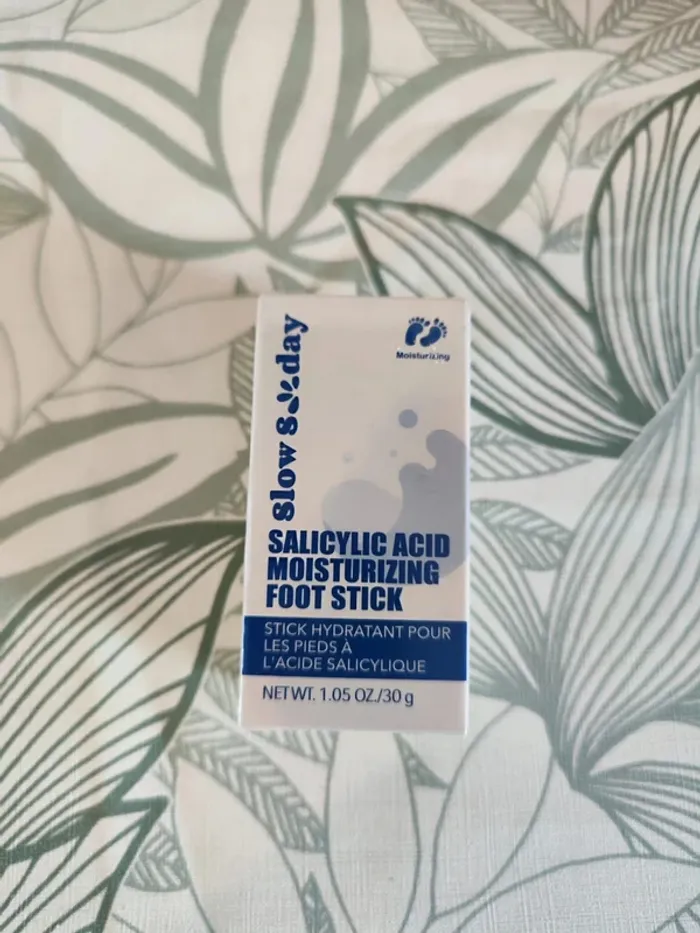 slow Sunday
Moisturizing
SALICYLIC ACID
MOISTURIZING
FOOT STICK
STICK HYDRATANT POUR
LES PIEDS À
L'ACIDE SALICYLIQUE
NET WT. 1.05 OZ./30 g